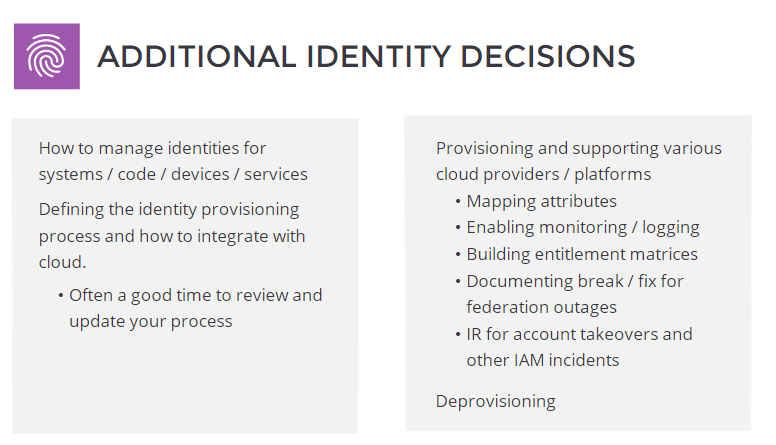 ADDITIONAL IDENTITY DECISIONS
How to manage identities for
systems / code / devices / services
Defining the identity provisioning
process and how to integrate with
cloud.
• Often a good time to review and
update your process
Provisioning and supporting various
cloud providers / platforms
• Mapping attributes
• Enabling monitoring / logging
• Building entitlement matrices
• Documenting break / fix for
federation outages
• IR for account takeovers and
other IAM incidents
Deprovisioning